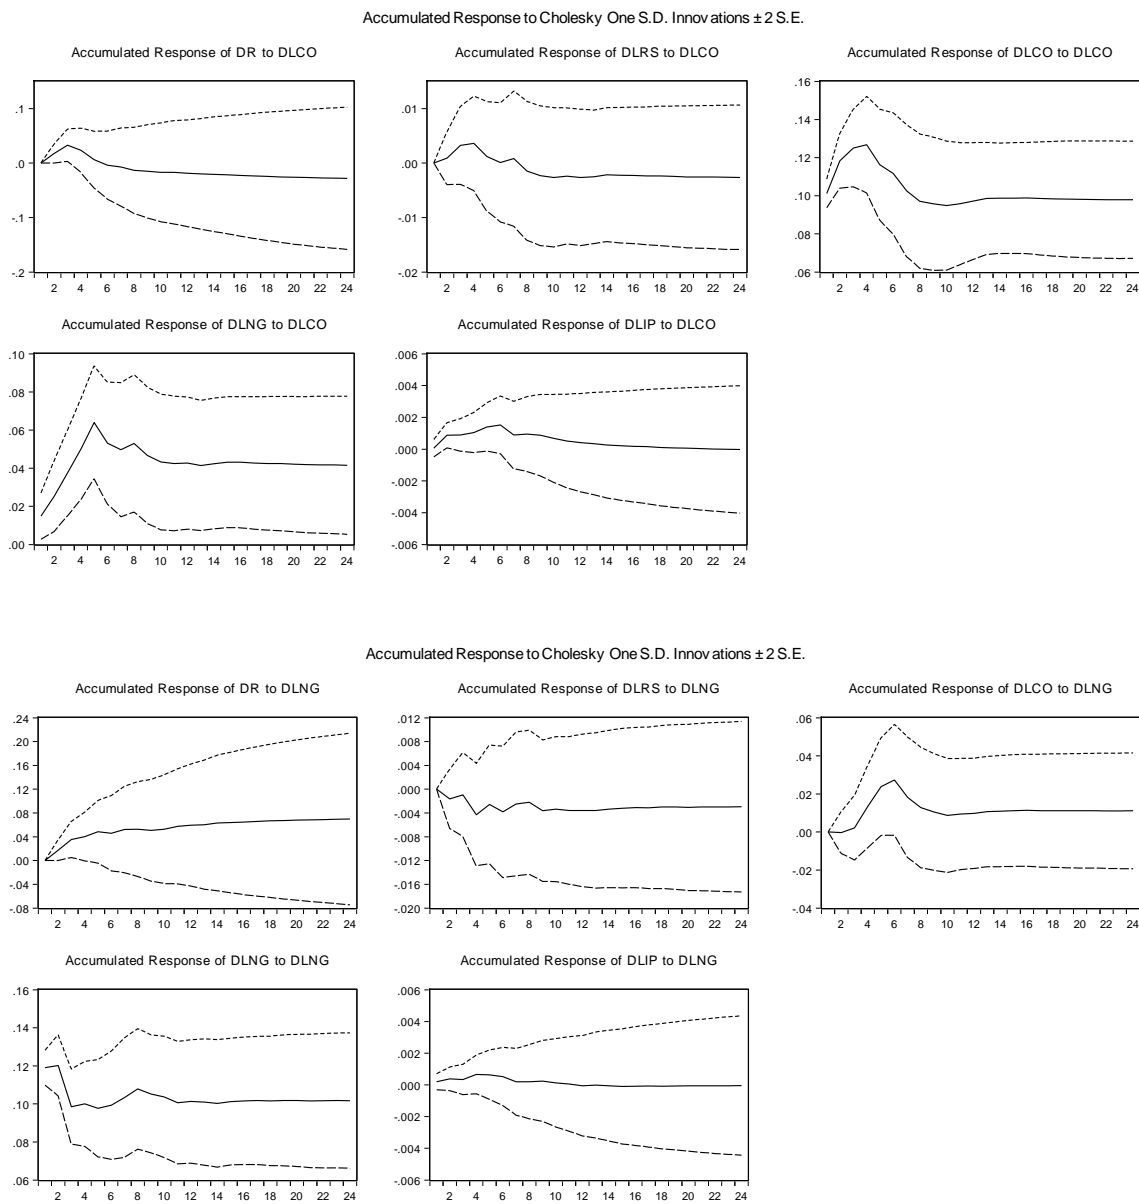 Accumulated Response to Cholesky One S.D. Innovations ± 2 S.E.
Accumulated Response of DR to DLCO
.1
.0
-.1
-.2
2 4 6 8 10 12 14 16 18 20 22 24
Accumulated Response of DLRS to DLCO
.01
.00
-.01
-.02
2 4 6 8 10 12 14 16 18 20 22 24
Accumulated Response of DLCO to DLCO
.16
.14
.12
.10
.08
.06
2 4 6 8 10 12 14 16 18 20 22 24
Accumulated Response of DLNG to DLCO
.10
.08
.06
.04
.02
.00
2 4 6 8 10 12 14 16 18 20 22 24
Accumulated Response of DLIP to DLCO
.006
.004
.002
.000
-.002
-.004
-.006
2 4 6 8 10 12 14 16 18 20 22 24
Accumulated Response to Cholesky One S.D. Innovations ± 2 S.E.
Accumulated Response of DR to DLNG
.24
.20
.16
.12
.08
.04
.00
-.04
-.08
2 4 6 8 10 12 14 16 18 20 22 24
Accumulated Response of DLRS to DLNG
.012
.008
.004
.000
-.004
-.008
-.012
-.016
-.020
2 4 6 8 10 12 14 16 18 20 22 24
Accumulated Response of DLCO to DLNG
.06
.04
.02
.00
-.02
-.04
2 4 6 8 10 12 14 16 18 20 22 24
Accumulated Response of DLNG to DLNG
.16
.14
.12
.10
.08
.06
2 4 6 8 10 12 14 16 18 20 22 24
Accumulated Response of DLIP to DLNG
.006
.004
.002
.000
-.002
-.004
-.006
2 4 6 8 10 12 14 16 18 20 22 24